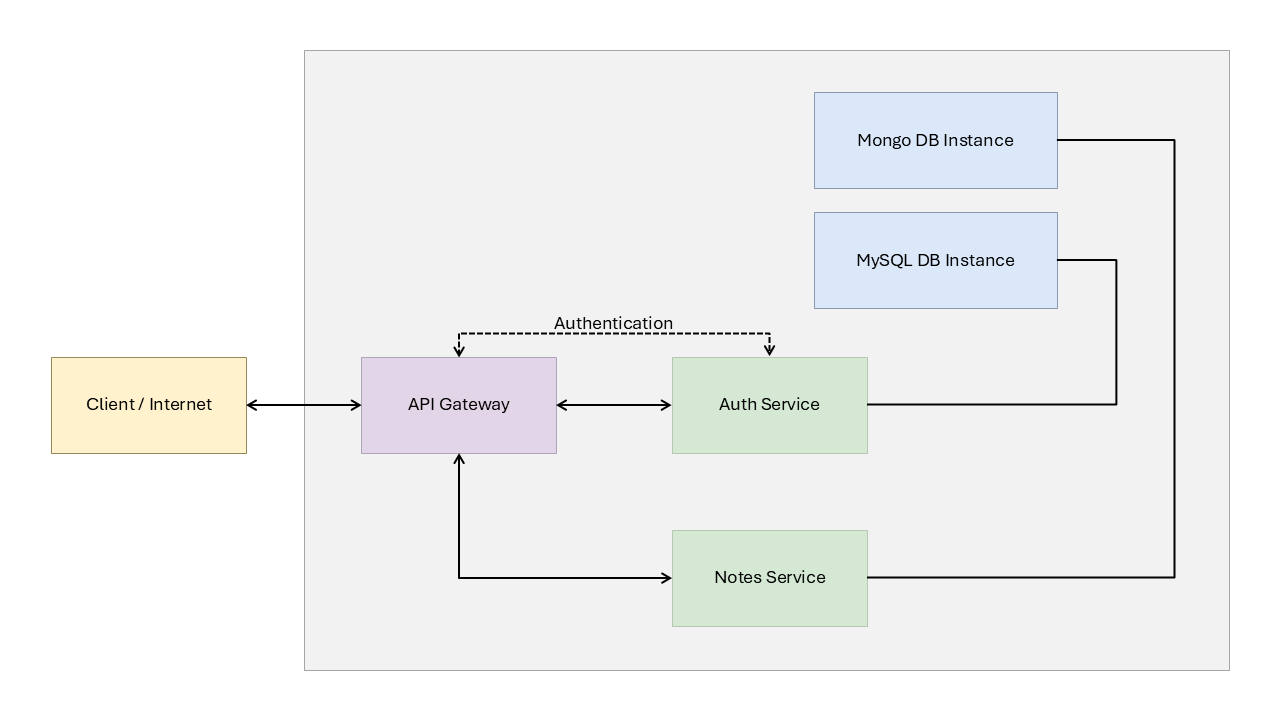 Mongo DB Instance
MySQL DB Instance
Authentication
Client / Internet
API Gateway
Auth Service
Notes Service